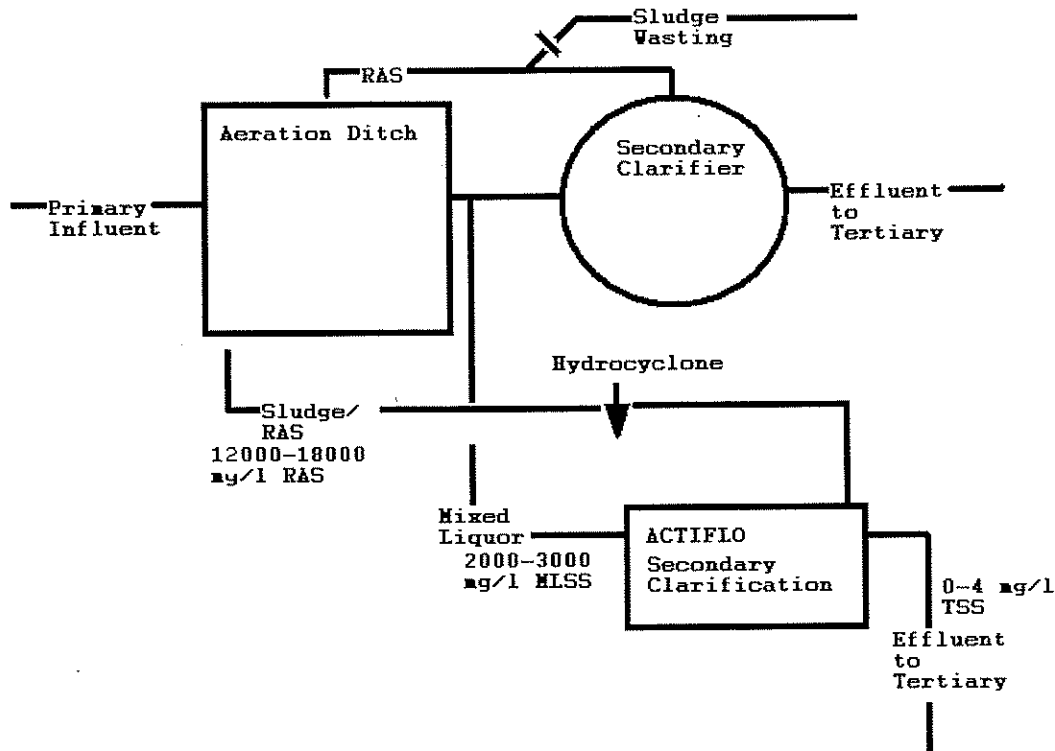 Sludge
Wasting
RAS
Aeration Ditch
Secondary
Clarifier
Primary
Influent
Effluent
to
Tertiary
Hydrocyclone
Sludge/
RAS
12000-18000
my/l RAS
Mixed
Liquor
2000-3000
mg/l MLSS
ACTIFLO
Secondary
Clarification
0-4 mg/l
TSS
Effluent
to
Tertiary